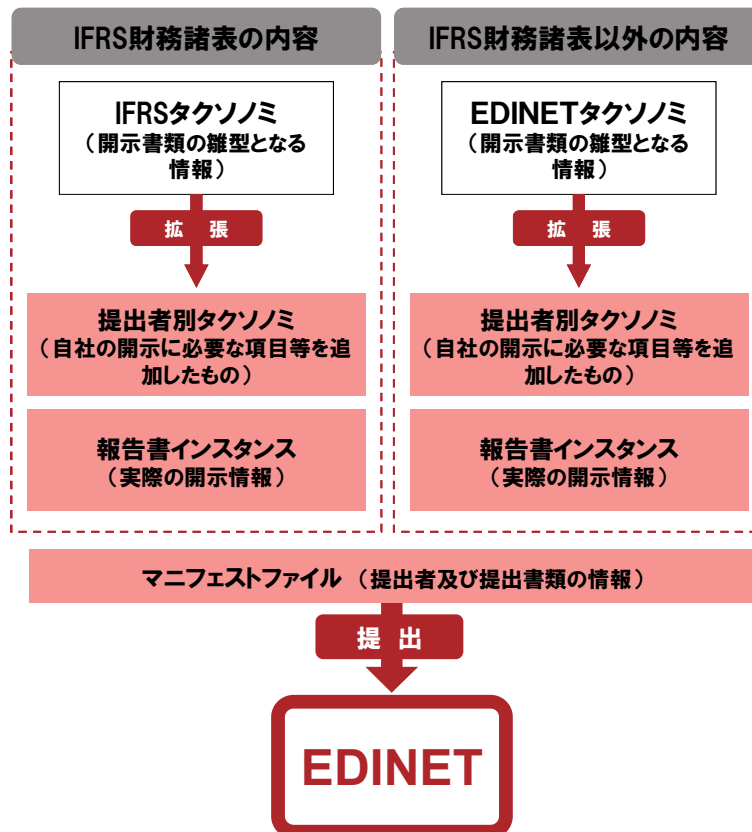 IFRS財務諸表の内容
IFRSタクソノミ
（開示書類の雛型となる
情報）
拡　張
提出者別タクソノミ
（自社の開示に必要な項目等を追
加したもの）
報告書インスタンス
（実際の開示情報）
IFRS財務諸表以外の内容
EDINETタクソノミ
（開示書類の雛型となる
情報）
拡　張
提出者別タクソノミ
（自社の開示に必要な項目等を追
加したもの）
報告書インスタンス
（実際の開示情報）
マニフェストファイル（提出者及び提出書類の情報）
提　出
EDINET